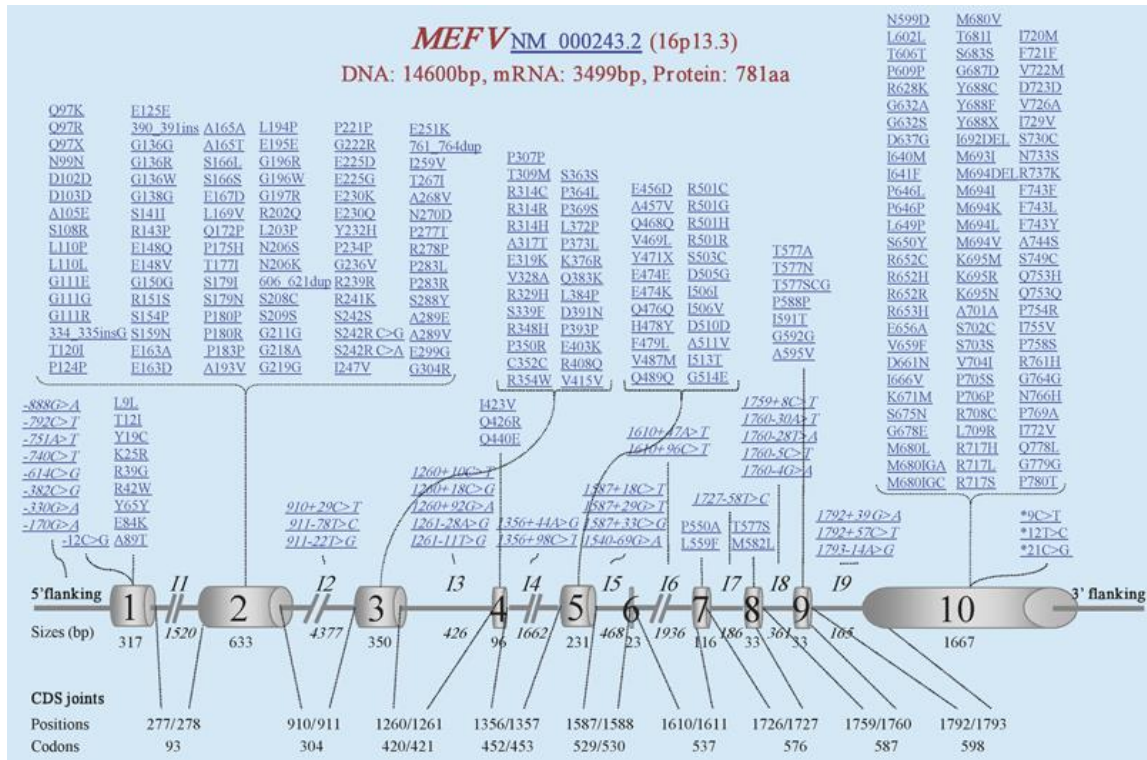 MEFV NM_000243.2 (16p13.3)
DNA: 14600bp, mRNA: 3499bp, Protein: 781aa
Q97K
Q97R
Q97X
N99N
D102D
D103D
A105E
S108R
L110P
L110L
G111E
G111G
G111R
334_335insG
T120I
P124P
E125E
390_391ins
G136G
G136R
G136W
G138G
S141I
R143P
E148Q
E148V
G150G
R151S
S154P
S159N
E163A
E163D
A165A
A165T
S166L
S166S
E167D
L169V
Q172P
P175H
T177I
S179I
S179N
P180P
P180R
P183P
A193V
L194P
E195E
G196R
G196W
G197R
R202Q
L203P
N206S
N206K
606_621dup
S208C
S209S
G211G
G218A
G219G
P221P
G222R
E225D
E225G
E230K
E230Q
Y232H
P234P
G236V
R239R
R241K
S242S
S242R C>G
S242R C>A
I247V
E251K
761_764dup
I259V
T267I
A268V
N270D
P277T
R278P
P283L
P283R
S288Y
A289E
A289V
E299G
G304R
P307P
T309M
R314C
R314R
R314H
A317T
E319K
V328A
R329H
S339F
R348H
P350R
C352C
R354W
S363S
P364L
P369S
L372P
P373L
K376R
Q383K
L384P
D391N
P393P
E403K
R408Q
V415V
E456D
A457V
Q468Q
V469L
Y471X
E474E
E474K
Q476Q
H478Y
F479L
V487M
Q489Q
R501C
R501G
R501H
R501R
S503C
D505G
I506I
I506V
D510D
A511V
I513T
G514E
T577A
T577N
T577SCG
P588P
I591T
G592G
A595V
N599D
L602L
T606T
P609P
R628K
G632A
G632S
D637G
I640M
I641F
P646L
P646P
L649P
S650Y
R652C
R652H
R652R
R653H
E656A
V659F
D661N
I666V
K671M
S675N
G678E
M680L
M680IGA
M680IGC
M680V
T681I
S683S
G687D
Y688C
Y688F
Y688X
I692DEL
M693I
M694DEL
M694I
M694K
M694L
M694V
K695M
K695R
K695N
A701A
S702C
S703S
V704I
P705S
P706P
R708C
L709R
R717H
R717L
R717S
I720M
F721F
V722M
D723D
V726A
I729V
S730C
N733S
R737K
F743F
F743L
F743Y
A744S
S749C
Q753H
Q753Q
P754R
I755V
P758S
R761H
G764G
N766H
P769A
I772V
Q778L
G779G
P780T
-888G>A
-792C>T
-751A>T
-740C>T
-614C>G
-382C>G
-330G>A
-170G>A
-12C>G
L9L
T12I
Y19C
K25R
R39G
R42W
Y65Y
E84K
A89T
910+29C>T
911-78T>C
911-22T>G
1260+10C>T
1260+18C>G
1260+92G>A
1261-28A>G
1261-11T>G
I423V
Q426R
Q440E
1356+44A>G
1356+98C>T
1587+18C>T
1587+29G>T
1587+33C>G
1540-69G>A
1610+47A>T
1610+96C>T
P550A
L559F
1727-58T>C
T577S
M582L
1759+8C>T
1760-30A>T
1760-28T>A
1760-5C>T
1760-4G>A
1792+39G>A
1792+57C>T
1793-14A>G
*9C>T
*12T>C
*21C>G
5'flanking 1 I1 2 I2 3 I3 4 I4 5 I5 6 I6 7 I7 8 I8 9 I9 10 3' flanking
Sizes (bp) 317 1520 633 4377 350 426 96 1662 231 468 23 1936 116 186 33 361 33 165 1667
CDS joints
Positions 277/278 910/911 1260/1261 1356/1357 1587/1588 1610/1611 1726/1727 1759/1760 1792/1793
Codons 93 304 420/421 452/453 529/530 537 576 587 598